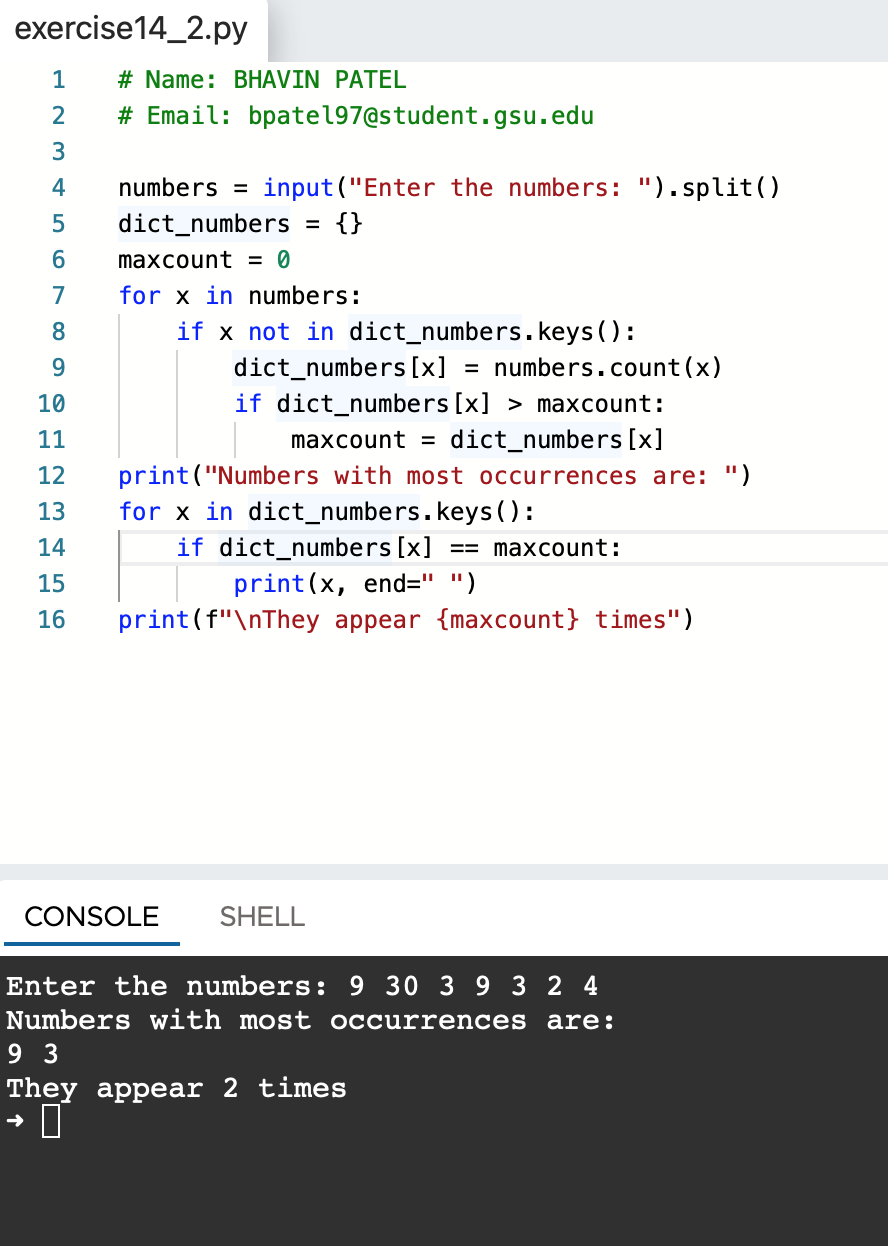 exercise14_2.py
1 # Name: BHAVIN PATEL
2 # Email: bpatel97@student.gsu.edu
3
4 numbers = input("Enter the numbers: ").split()
5 dict_numbers = {}
6 maxcount = 0
7 for x in numbers:
8     if x not in dict_numbers.keys():
9         dict_numbers[x] = numbers.count(x)
10         if dict_numbers[x] > maxcount:
11             maxcount = dict_numbers[x]
12 print("Numbers with most occurrences are: ")
13 for x in dict_numbers.keys():
14     if dict_numbers[x] == maxcount:
15         print(x, end=" ")
16 print(f"\nThey appear {maxcount} times")
CONSOLE SHELL
Enter the numbers: 9 30 3 9 3 2 4
Numbers with most occurrences are:
9 3
They appear 2 times
➜